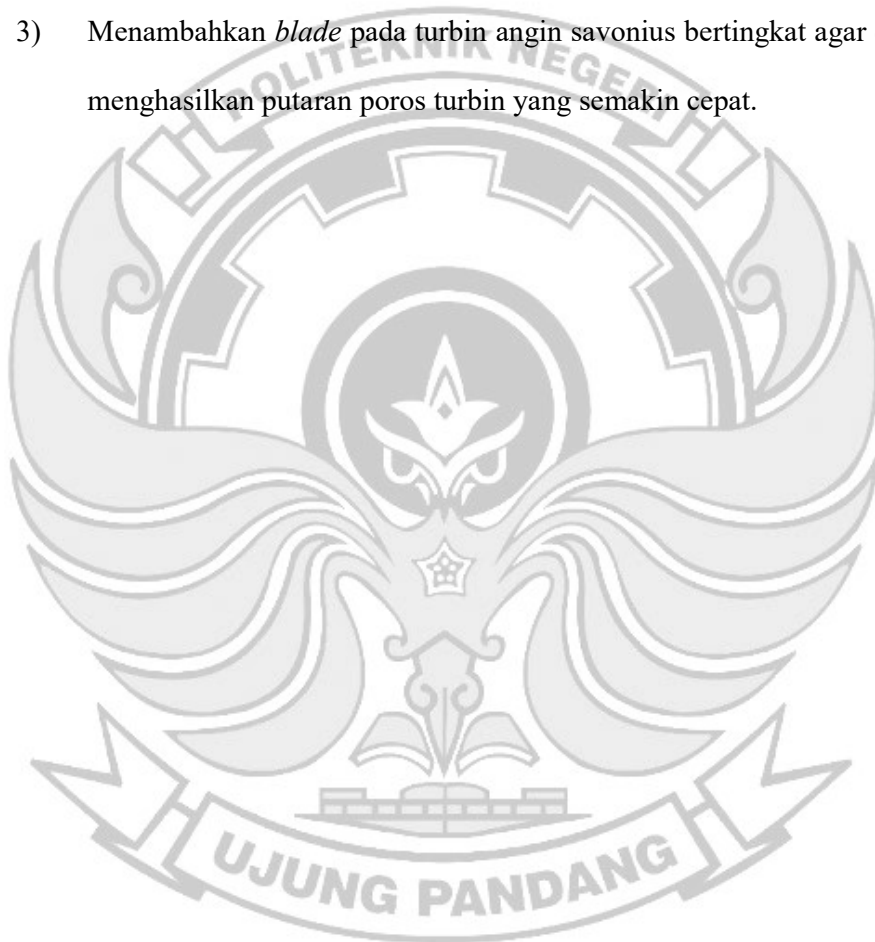 3) Menambahkan blade pada turbin angin savonius bertingkat agar
menghasilkan putaran poros turbin yang semakin cepat.
POLITEKNIK NEGERI
UJUNG PANDANG